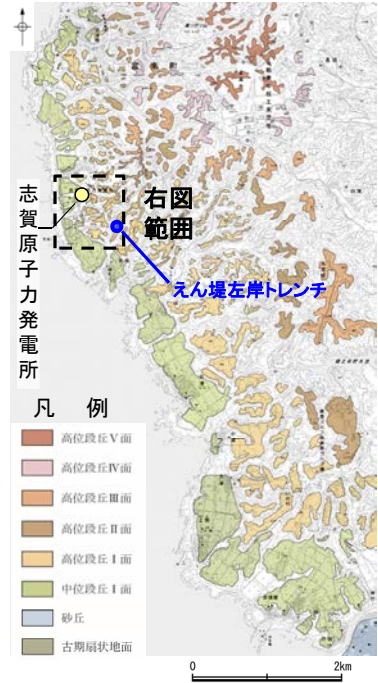 志賀原子力発電所
右図
範囲
えん堤左岸トレンチ
凡 例
高位段丘Ⅴ面
高位段丘Ⅳ面
高位段丘Ⅲ面
高位段丘Ⅱ面
高位段丘Ⅰ面
中位段丘Ⅰ面
砂丘
古期扇状地面
0 2km